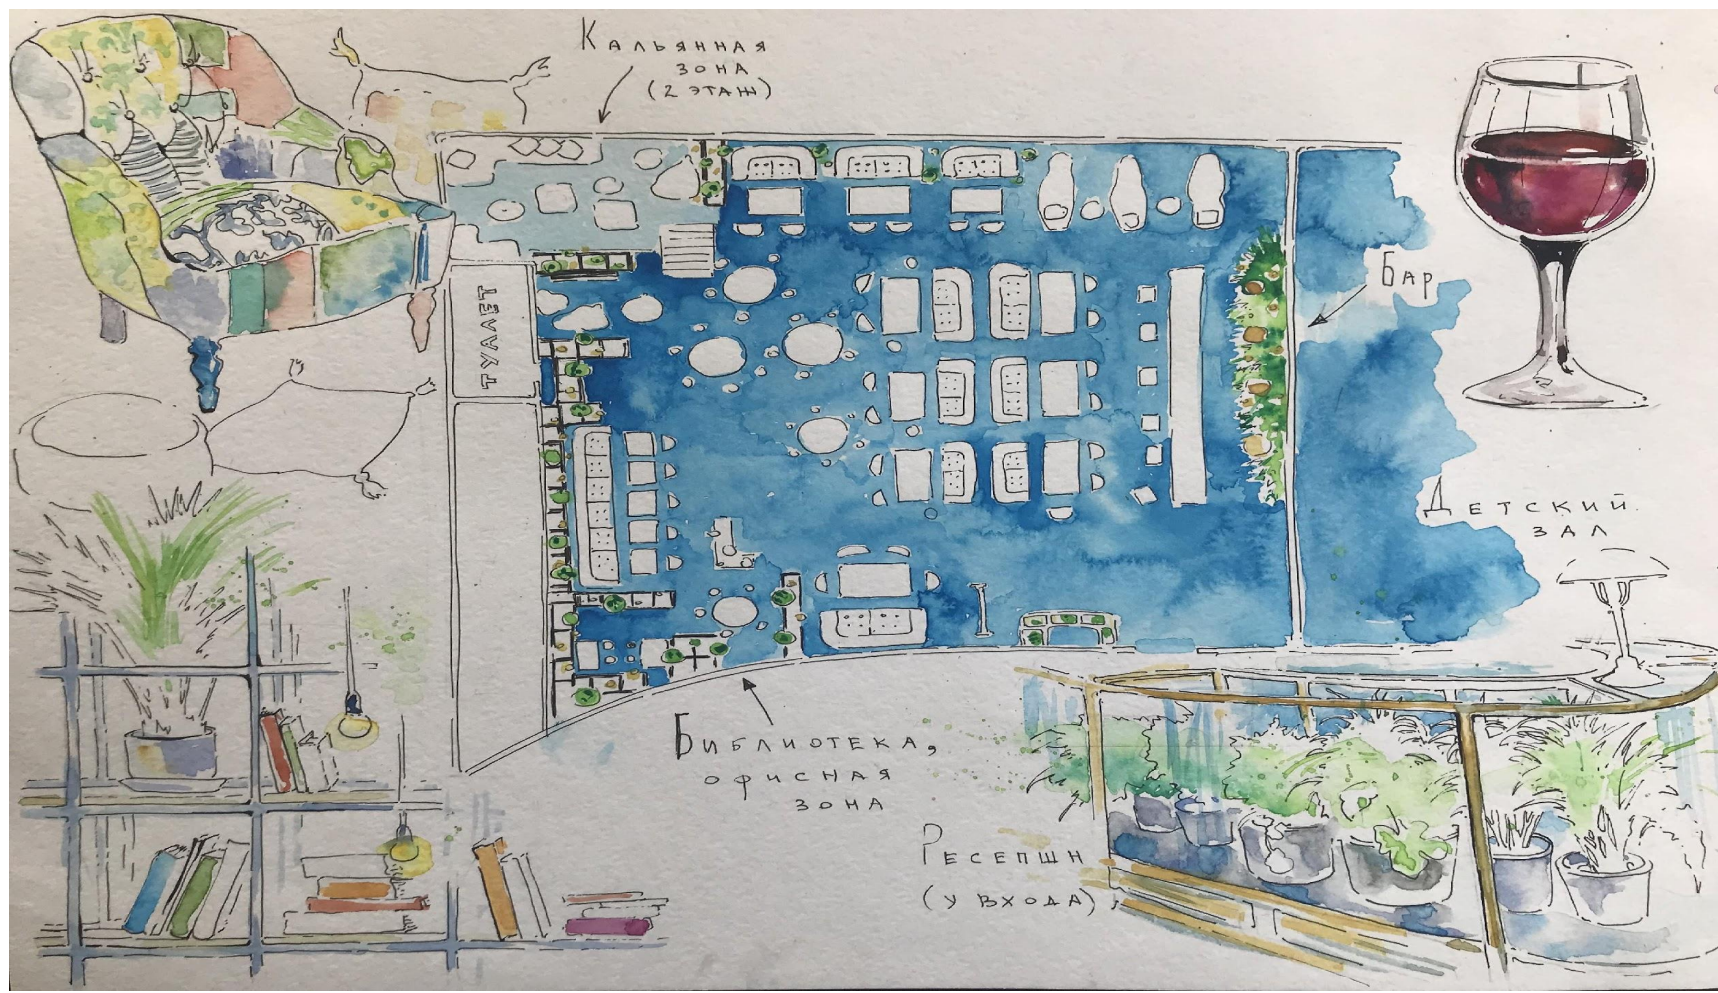 Кальянная
зона
(2 этаж)
Туалет
Бар
Детский
зал
Библиотека,
офисная
зона
Ресепшн
(у входа)